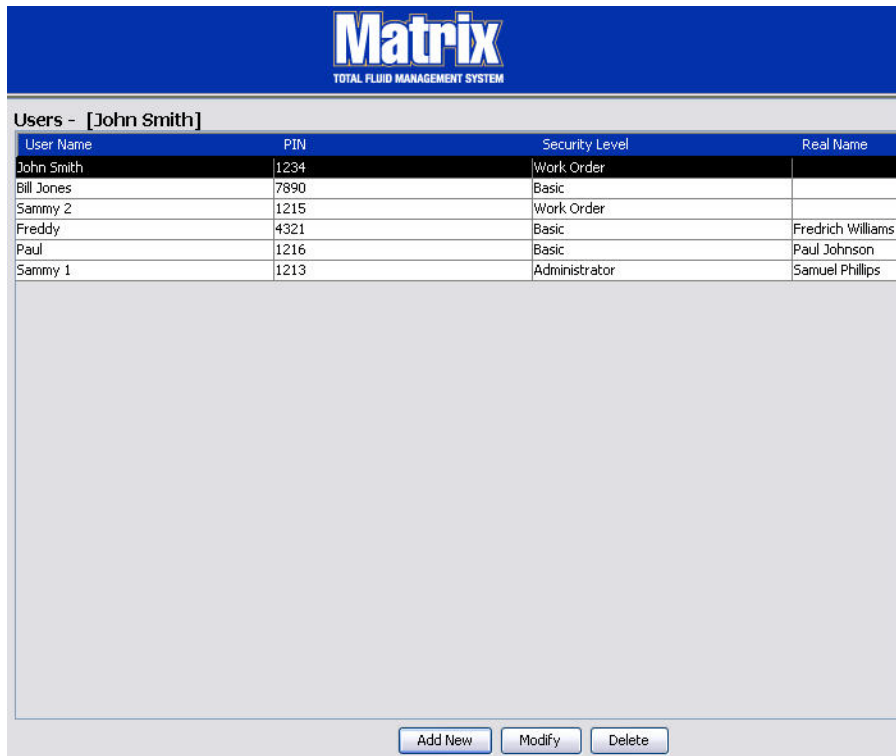 Matrix
TOTAL FLUID MANAGEMENT SYSTEM
Users - [John Smith]
User Name PIN Security Level Real Name
John Smith 1234 Work Order
Bill Jones 7890 Basic
Sammy 2 1215 Work Order
Freddy 4321 Basic Fredrich Williams
Paul 1216 Basic Paul Johnson
Sammy 1 1213 Administrator Samuel Phillips
Add New Modify Delete